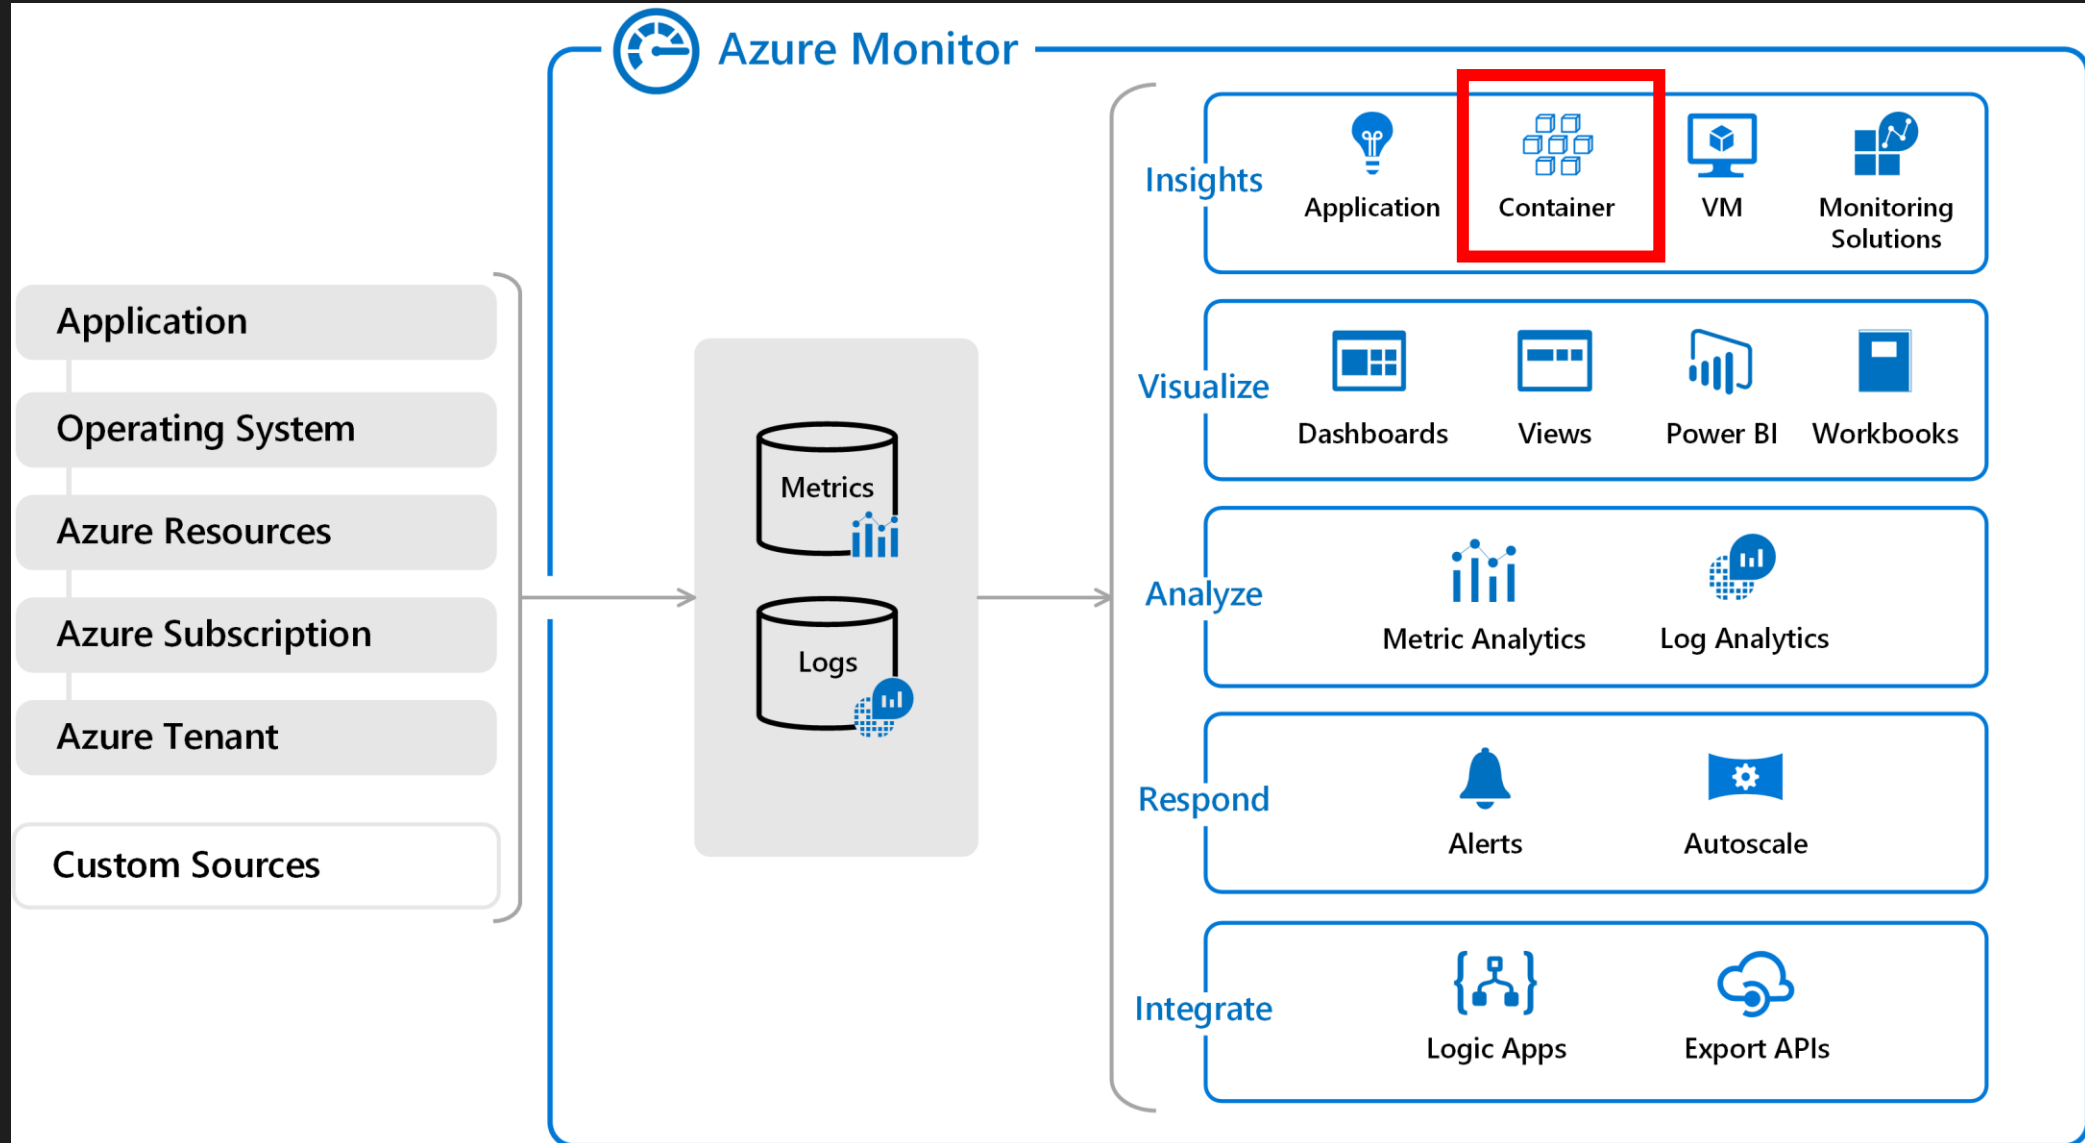 Azure Monitor
Application
Operating System
Azure Resources
Azure Subscription
Azure Tenant
Custom Sources
Metrics
Logs
Insights
Application
Container
VM
Monitoring
Solutions
Visualize
Dashboards
Views
Power BI
Workbooks
Analyze
Metric Analytics
Log Analytics
Respond
Alerts
Autoscale
Integrate
Logic Apps
Export APIs